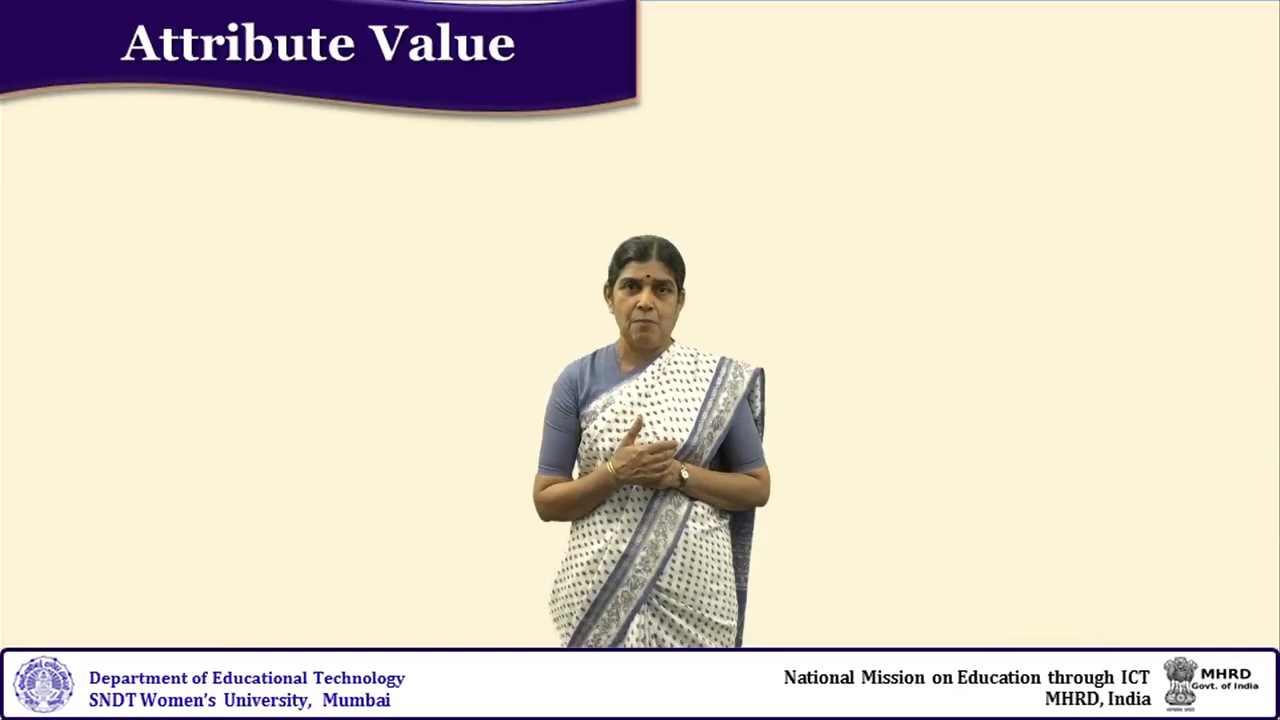 Attribute Value
Department of Educational Technology
SNDT Women's University, Mumbai
National Mission on Education through ICT
MHRD, India
MHRD
Govt. of India